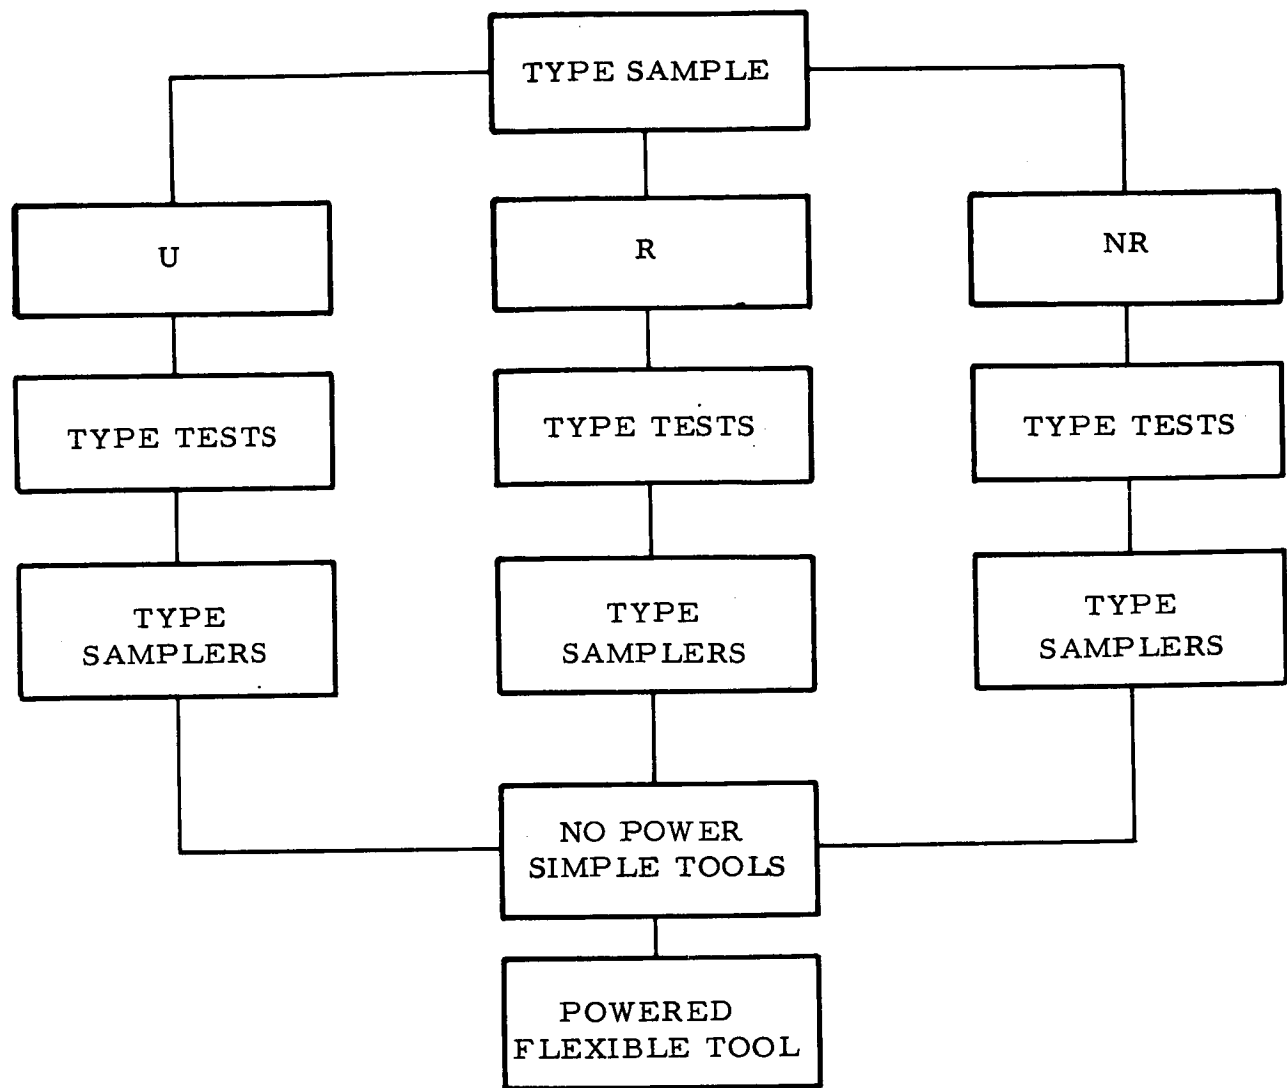 TYPE SAMPLE
U
R
NR
TYPE TESTS
TYPE TESTS
TYPE TESTS
TYPE
SAMPLERS
TYPE
SAMPLERS
TYPE
SAMPLERS
NO POWER
SIMPLE TOOLS
POWERED
FLEXIBLE TOOL